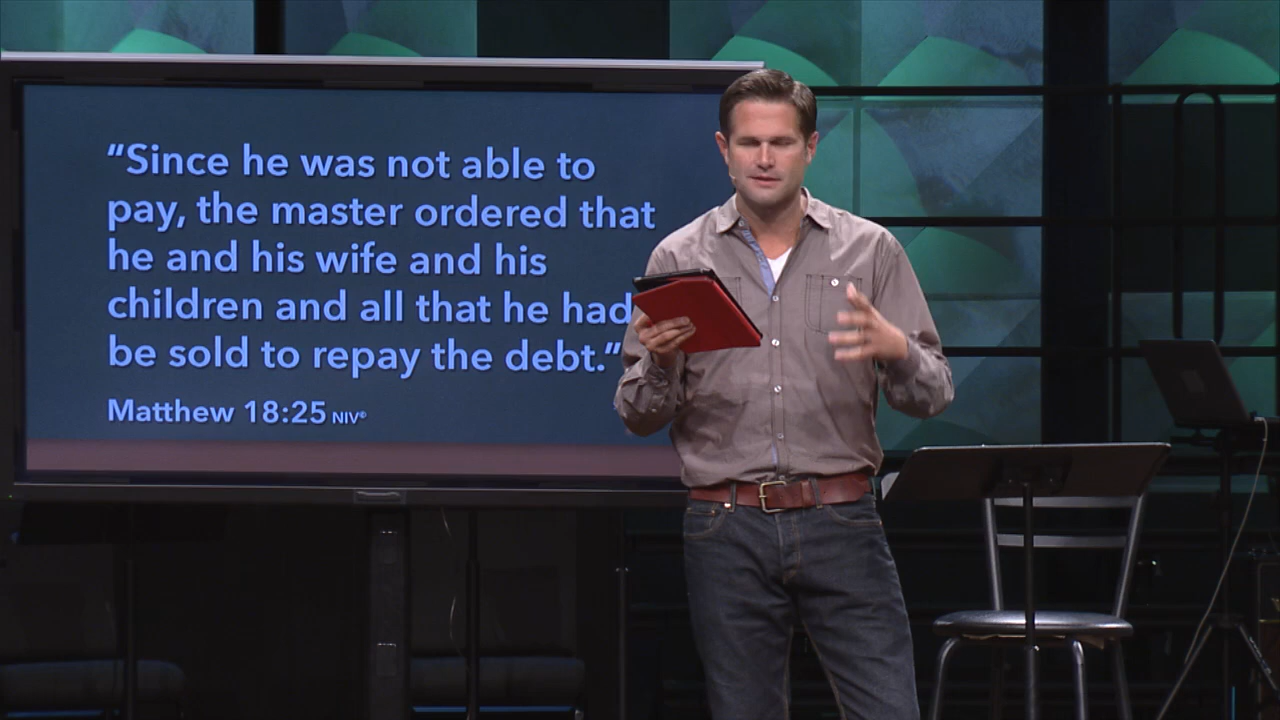 “Since he was not able to
pay, the master ordered that
he and his wife and his
children and all that he had
be sold to repay the debt.”
Matthew 18:25 NIV®